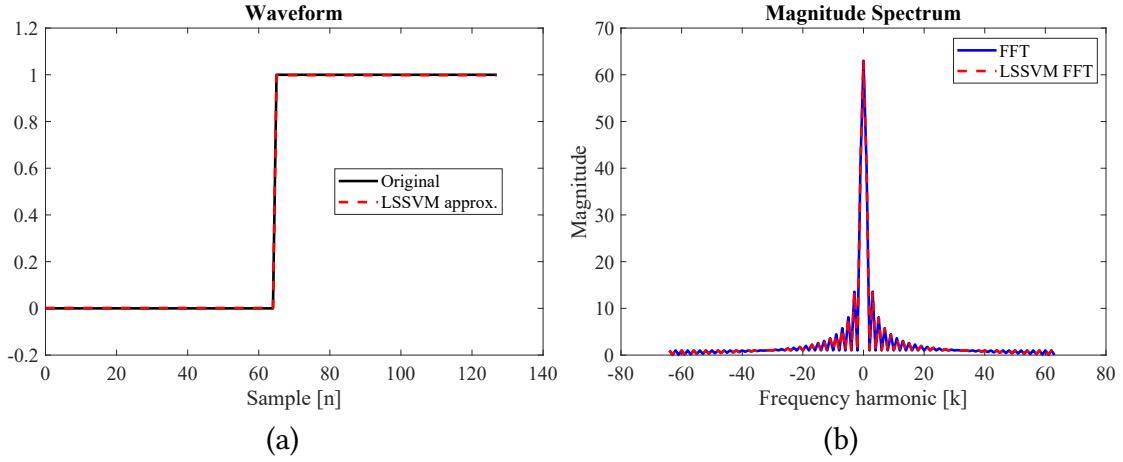 Waveform
1.2
1
0.8
0.6
0.4
0.2
0
-0.2
0 20 40 60 80 100 120 140
Sample [n]
Original
LSSVM approx.
(a)
Magnitude Spectrum
70
60
50
40
30
20
10
0
-80 -60 -40 -20 0 20 40 60 80
Magnitude
Frequency harmonic [k]
FFT
LSSVM FFT
(b)